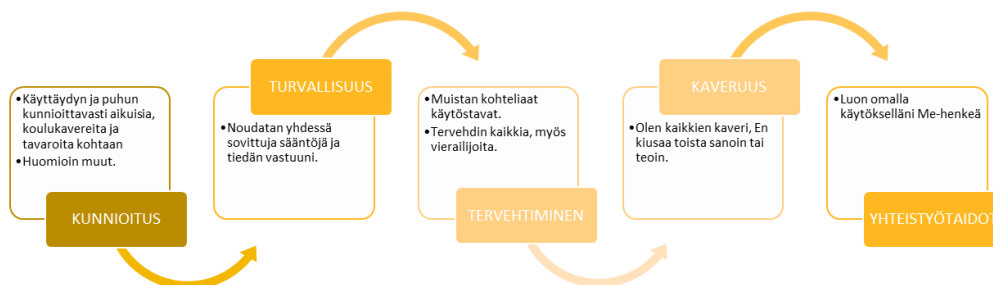 •Käyttäydyn ja puhun
kunnioittavasti aikuisia,
koulukavereita ja
tavaroita kohtaan
•Huomioin muut.
KUNNIOITUS
TURVALLISUUS
•Noudatan yhdessä
sovittuja sääntöjä ja
tiedän vastuuni.
•Muistan kohteliaat
käytöstavat.
•Tervehdin kaikkia, myös
vierailijoita.
TERVEHTIMINEN
KAVERUUS
•Olen kaikkien kaveri, En
kiusaa toista sanoin tai
teoin.
•Luon omalla
käytökselläni Me-henkeä
YHTEISTYÖTAIDOT